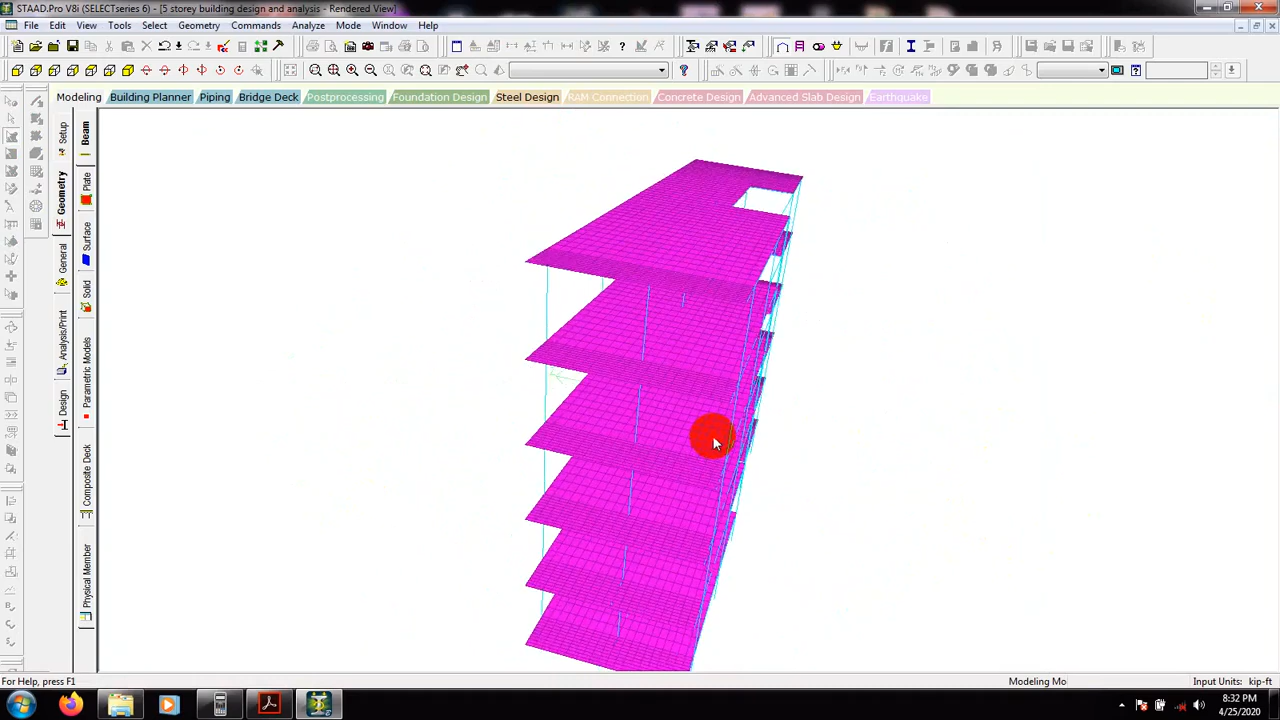 STAAD.Pro V8i (SELECTseries 6) - [5 storey building design and analysis - Rendered View]
File Edit View Tools Select Geometry Commands Analyze Mode Window Help
Modeling Building Planner Piping Bridge Deck Postprocessing Foundation Design Steel Design RAM Connection Concrete Design Advanced Slab Design Earthquake
Setup
Geometry
General
Analysis/Print
Design
Beam
Plate
Surface
Solid
Parametric Models
Composite Deck
Physical Member
For Help, press F1
Modeling Mo
Input Units: kip-ft
8:32 PM
4/25/2020